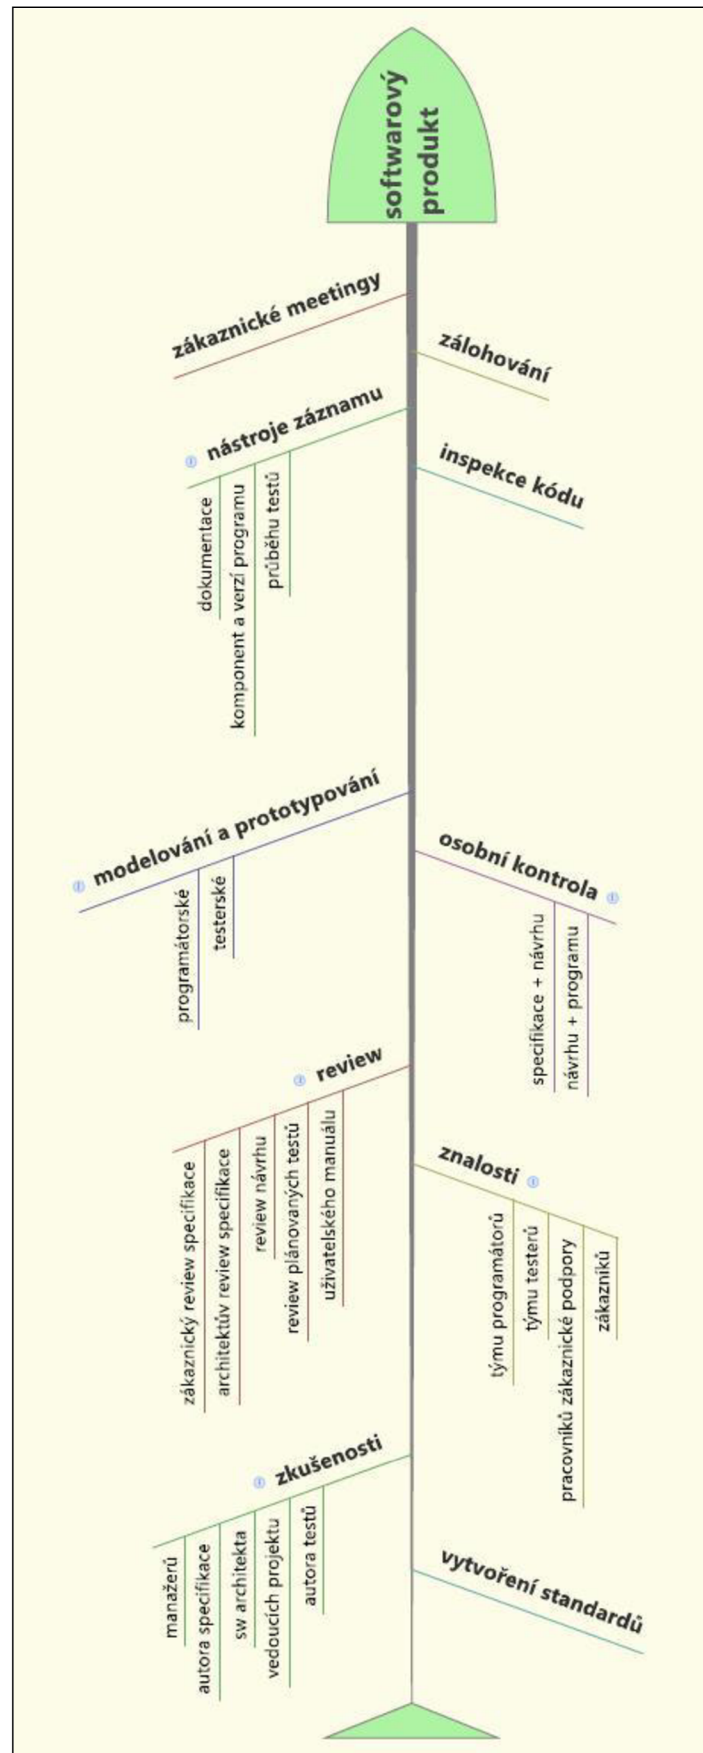 softwarový
produkt
zákaznické meetingy
zálohování
nástroje záznamu
dokumentace
komponent a verzí programu
průběhu testů
inspekce kódu
modelování a prototypování
programátorské
testerské
osobní kontrola
specifikace + návrhu
návrhu + programu
review
zákaznický review specifikace
architektův review specifikace
review návrhu
review plánovaných testů
uživatelského manuálu
znalosti
týmu programátorů
týmu testerů
pracovníků zákaznické podpory
zákazníků
zkušenosti
manažerů
autora specifikace
sw architekta
vedoucích projektu
autora testů
vytvoření standardů